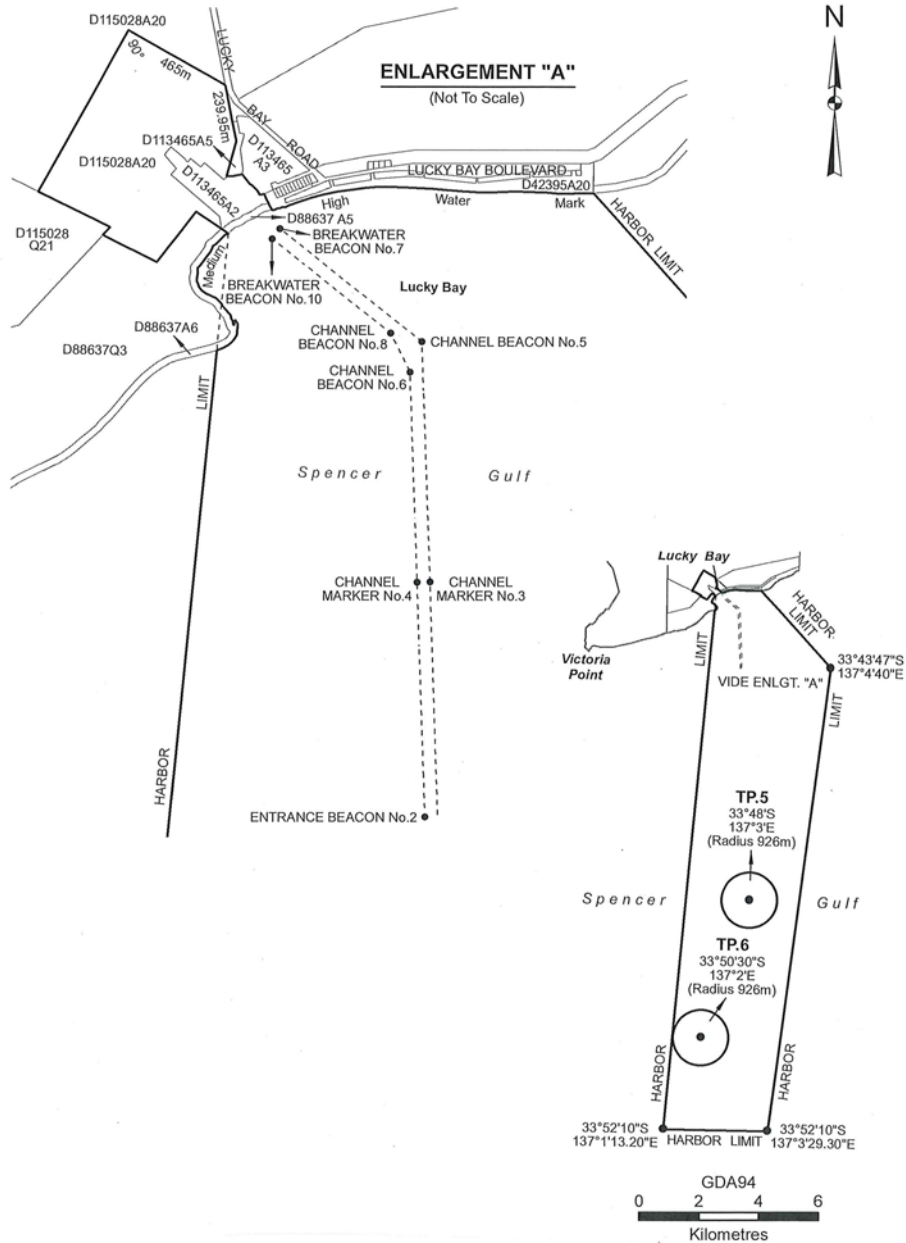 D115028A20
N
LUCKY
BAY
ROAD
90°
465m
239.95m
ENLARGEMENT "A"
(Not To Scale)
D113465A5
D113465
A3
D115028A20
D113465A2
LUCKY BAY BOULEVARD
D42395A20
High
Water
Mark
Medium
D115028
Q21
D88637 A5
BREAKWATER
BEACON No.7
HARBOR LIMIT
BREAKWATER
BEACON No.10
Lucky Bay
D88637A6
D88637Q3
CHANNEL
BEACON No.8
CHANNEL BEACON No.5
CHANNEL
BEACON No.6
LIMIT
Spencer
Gulf
CHANNEL
MARKER No.4
CHANNEL
MARKER No.3
HARBOR
ENTRANCE BEACON No.2
Lucky Bay
HARBOR
LIMIT
LIMIT
Victoria
Point
33°43'47"S
137°4'40"E
VIDE ENLGT. "A"
LIMIT
TP.5
33°48'S
137°3'E
(Radius 926m)
Spencer
Gulf
TP.6
33°50'30"S
137°2'E
(Radius 926m)
HARBOR
HARBOR
33°52'10"S
137°1'13.20"E
HARBOR LIMIT
33°52'10"S
137°3'29.30"E
GDA94
0 2 4 6
Kilometres